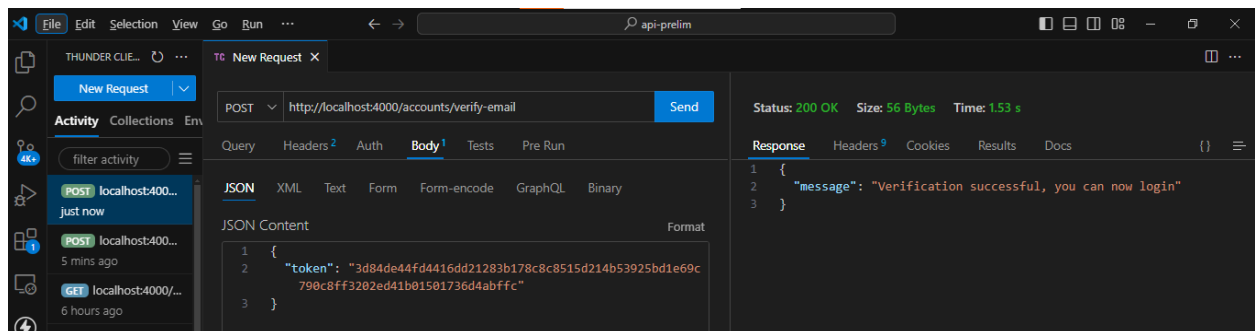 File Edit Selection View Go Run ··· ← → api-prelim
THUNDER CLIE... ···
New Request
Activity Collections Env
filter activity
POST localhost:400...
just now
POST localhost:400...
5 mins ago
GET localhost:4000/...
6 hours ago
4K+
1
TC New Request ×
POST http://localhost:4000/accounts/verify-email Send
Query Headers 2 Auth Body 1 Tests Pre Run
JSON XML Text Form Form-encode GraphQL Binary
JSON Content Format
1 {
2 "token": "3d84de44fd4416dd21283b178c8c8515d214b53925bd1e69c
790c8ff3202ed41b01501736d4abffc"
3 }
Status: 200 OK Size: 56 Bytes Time: 1.53 s
Response Headers 9 Cookies Results Docs {}
1 {
2 "message": "Verification successful, you can now login"
3 }